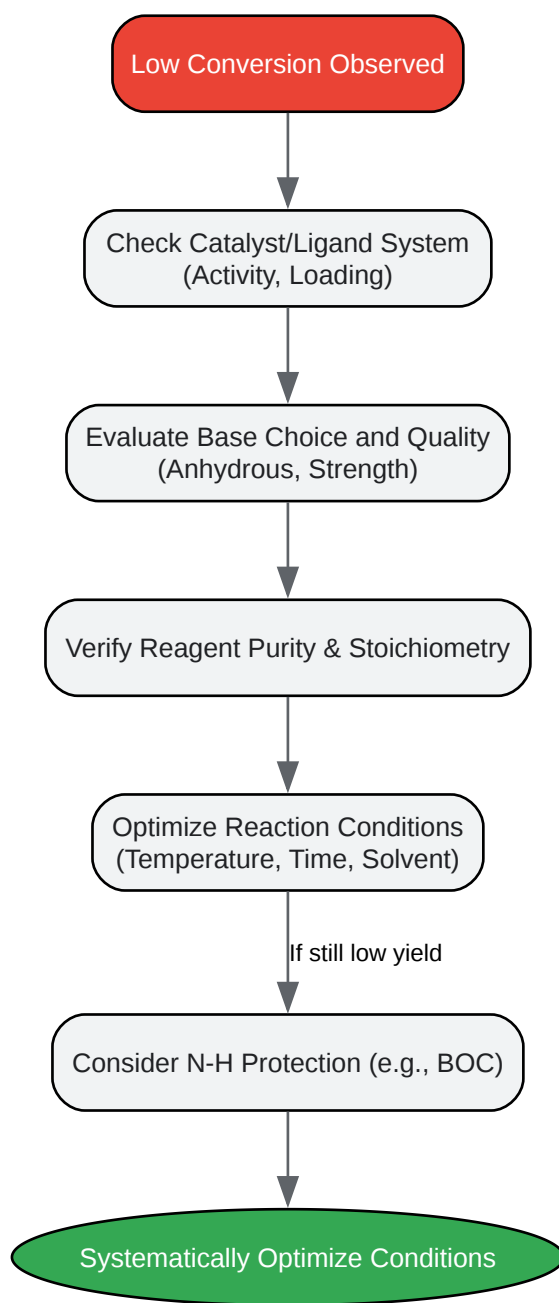 Low Conversion Observed
Check Catalyst/Ligand System
(Activity, Loading)
Evaluate Base Choice and Quality
(Anhydrous, Strength)
Verify Reagent Purity & Stoichiometry
Optimize Reaction Conditions
(Temperature, Time, Solvent)
If still low yield
Consider N-H Protection (e.g., BOC)
Systematically Optimize Conditions